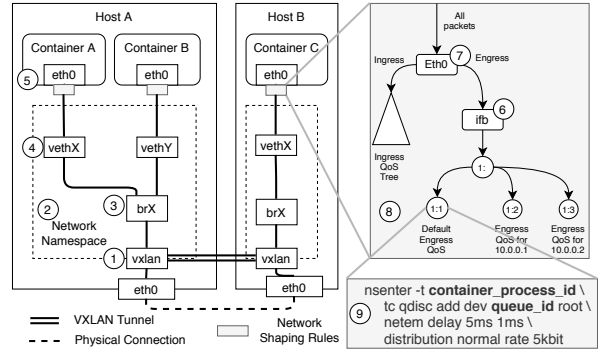 Host A
Host B
Container A
Container B
Container C
eth0
eth0
eth0
5
4
vethX
vethY
vethX
2
Network
Namespace
3
brX
brX
1
vxlan
vxlan
eth0
eth0
VXLAN Tunnel
Physical Connection
Network
Shaping Rules
All
packets
Ingress
Eth0
7
Egress
6
ifb
Ingress
QoS
Tree
1:
8
1:1
1:2
1:3
Default
Egress
QoS
Egress
QoS for
10.0.0.1
Egress
QoS for
10.0.0.2
9
nsenter -t container_process_id \
tc qdisc add dev queue_id root \
netem delay 5ms 1ms \
distribution normal rate 5kbit